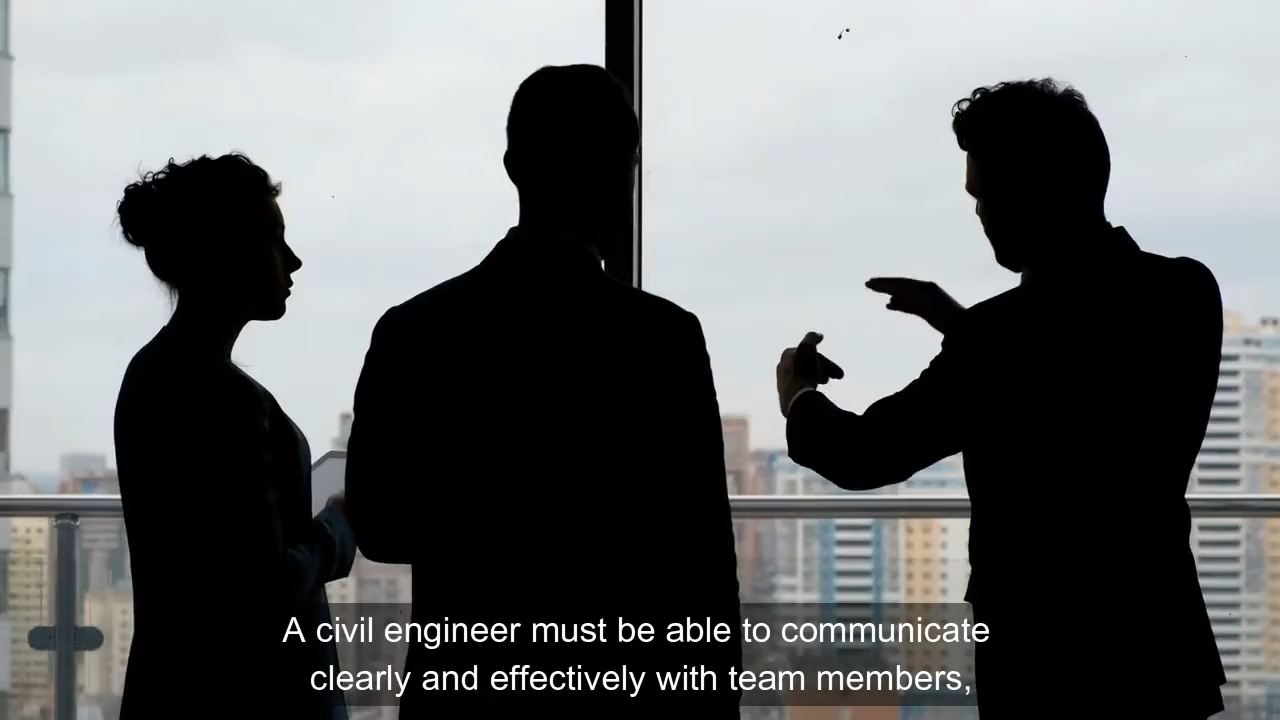 A civil engineer must be able to communicate
clearly and effectively with team members,